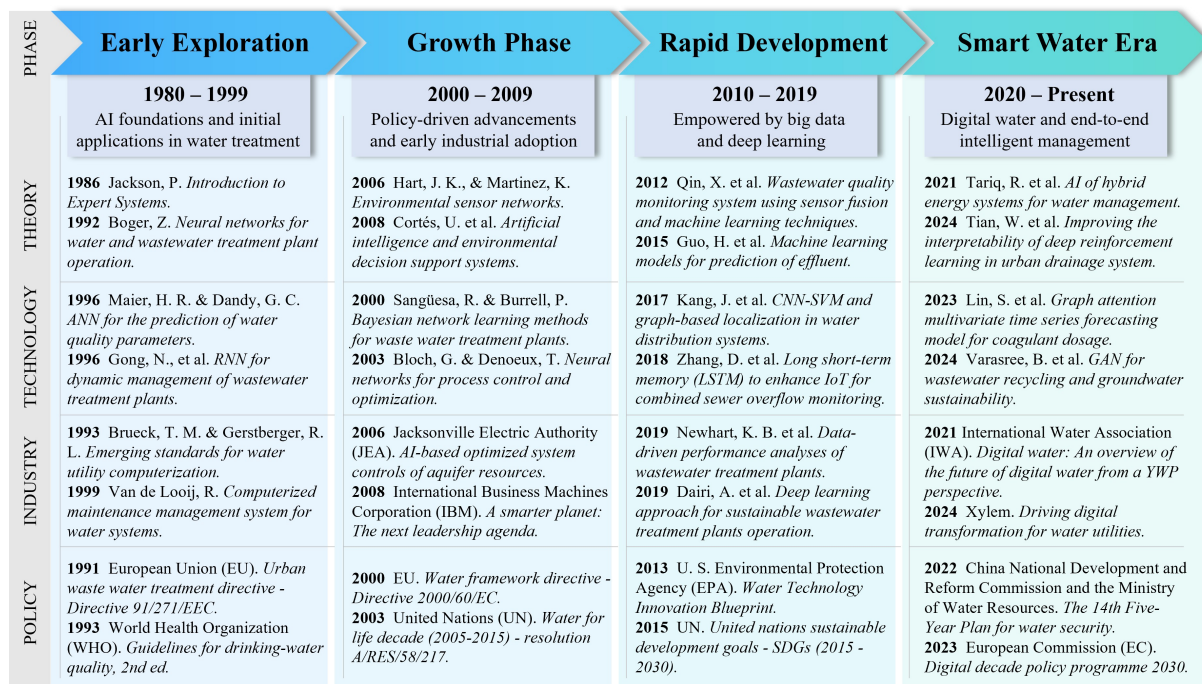 PHASE
Early Exploration
Growth Phase
Rapid Development
Smart Water Era
1980 – 1999
AI foundations and initial
applications in water treatment
2000 – 2009
Policy-driven advancements
and early industrial adoption
2010 – 2019
Empowered by big data
and deep learning
2020 – Present
Digital water and end-to-end
intelligent management
THEORY
1986 Jackson, P. Introduction to
Expert Systems.
1992 Boger, Z. Neural networks for
water and wastewater treatment plant
operation.
2006 Hart, J. K., & Martinez, K.
Environmental sensor networks.
2008 Cortés, U. et al. Artificial
intelligence and environmental
decision support systems.
2012 Qin, X. et al. Wastewater quality
monitoring system using sensor fusion
and machine learning techniques.
2015 Guo, H. et al. Machine learning
models for prediction of effluent.
2021 Tariq, R. et al. AI of hybrid
energy systems for water management.
2024 Tian, W. et al. Improving the
interpretability of deep reinforcement
learning in urban drainage system.
TECHNOLOGY
1996 Maier, H. R. & Dandy, G. C.
ANN for the prediction of water
quality parameters.
1996 Gong, N., et al. RNN for
dynamic management of wastewater
treatment plants.
2000 Sangüesa, R. & Burrell, P.
Bayesian network learning methods
for waste water treatment plants.
2003 Bloch, G. & Denoeux, T. Neural
networks for process control and
optimization.
2017 Kang, J. et al. CNN-SVM and
graph-based localization in water
distribution systems.
2018 Zhang, D. et al. Long short-term
memory (LSTM) to enhance IoT for
combined sewer overflow monitoring.
2023 Lin, S. et al. Graph attention
multivariate time series forecasting
model for coagulant dosage.
2024 Varasree, B. et al. GAN for
wastewater recycling and groundwater
sustainability.
INDUSTRY
1993 Brueck, T. M. & Gerstberger, R.
L. Emerging standards for water
utility computerization.
1999 Van de Looij, R. Computerized
maintenance management system for
water systems.
2006 Jacksonville Electric Authority
(JEA). AI-based optimized system
controls of aquifer resources.
2008 International Business Machines
Corporation (IBM). A smarter planet:
The next leadership agenda.
2019 Newhart, K. B. et al. Data-
driven performance analyses of
wastewater treatment plants.
2019 Dairi, A. et al. Deep learning
approach for sustainable wastewater
treatment plants operation.
2021 International Water Association
(IWA). Digital water: An overview of
the future of digital water from a YWP
perspective.
2024 Xylem. Driving digital
transformation for water utilities.
POLICY
1991 European Union (EU). Urban
waste water treatment directive -
Directive 91/271/EEC.
1993 World Health Organization
(WHO). Guidelines for drinking-water
quality, 2nd ed.
2000 EU. Water framework directive -
Directive 2000/60/EC.
2003 United Nations (UN). Water for
life decade (2005-2015) - resolution
A/RES/58/217.
2013 U. S. Environmental Protection
Agency (EPA). Water Technology
Innovation Blueprint.
2015 UN. United nations sustainable
development goals - SDGs (2015 -
2030).
2022 China National Development and
Reform Commission and the Ministry
of Water Resources. The 14th Five-
Year Plan for water security.
2023 European Commission (EC).
Digital decade policy programme 2030.